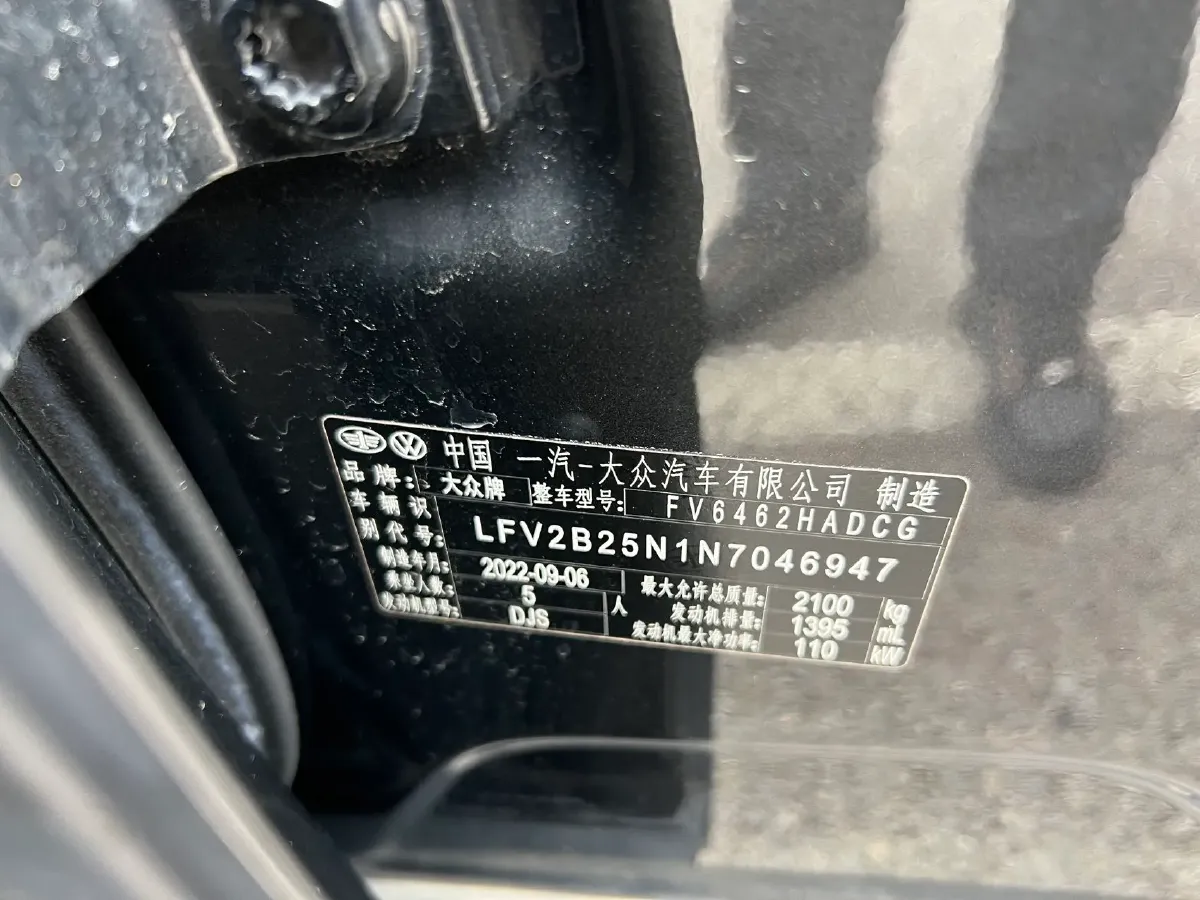 中国 一汽-大众汽车有限公司 制造
品牌: 大众牌 整车型号: FV6462HADCG
车辆识别代号: LFV2B25N1N7046947
制造年月: 2022-09-06 最大允许总质量: 2100 kg
乘坐人数: 5 人 发动机排量: 1395 mL
发动机型号: DJS 发动机最大净功率: 110 kW